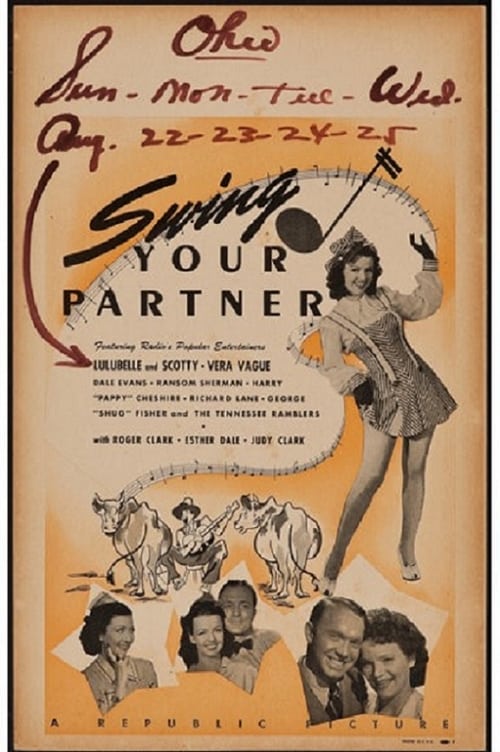 Ohio
Sun - Mon - Tue - Wed.
Aug. 22 - 23 - 24 - 25
Swing
YOUR
PARTNER
Featuring Radio's Popular Entertainers
LULUBELLE and SCOTTY • VERA VAGUE
DALE EVANS • RANSOM SHERMAN • HARRY
"PAPPY" CHESHIRE • RICHARD LANE • GEORGE
"SHUG" FISHER and THE TENNESSEE RAMBLERS
with ROGER CLARK • ESTHER DALE • JUDY CLARK
A REPUBLIC PICTURE